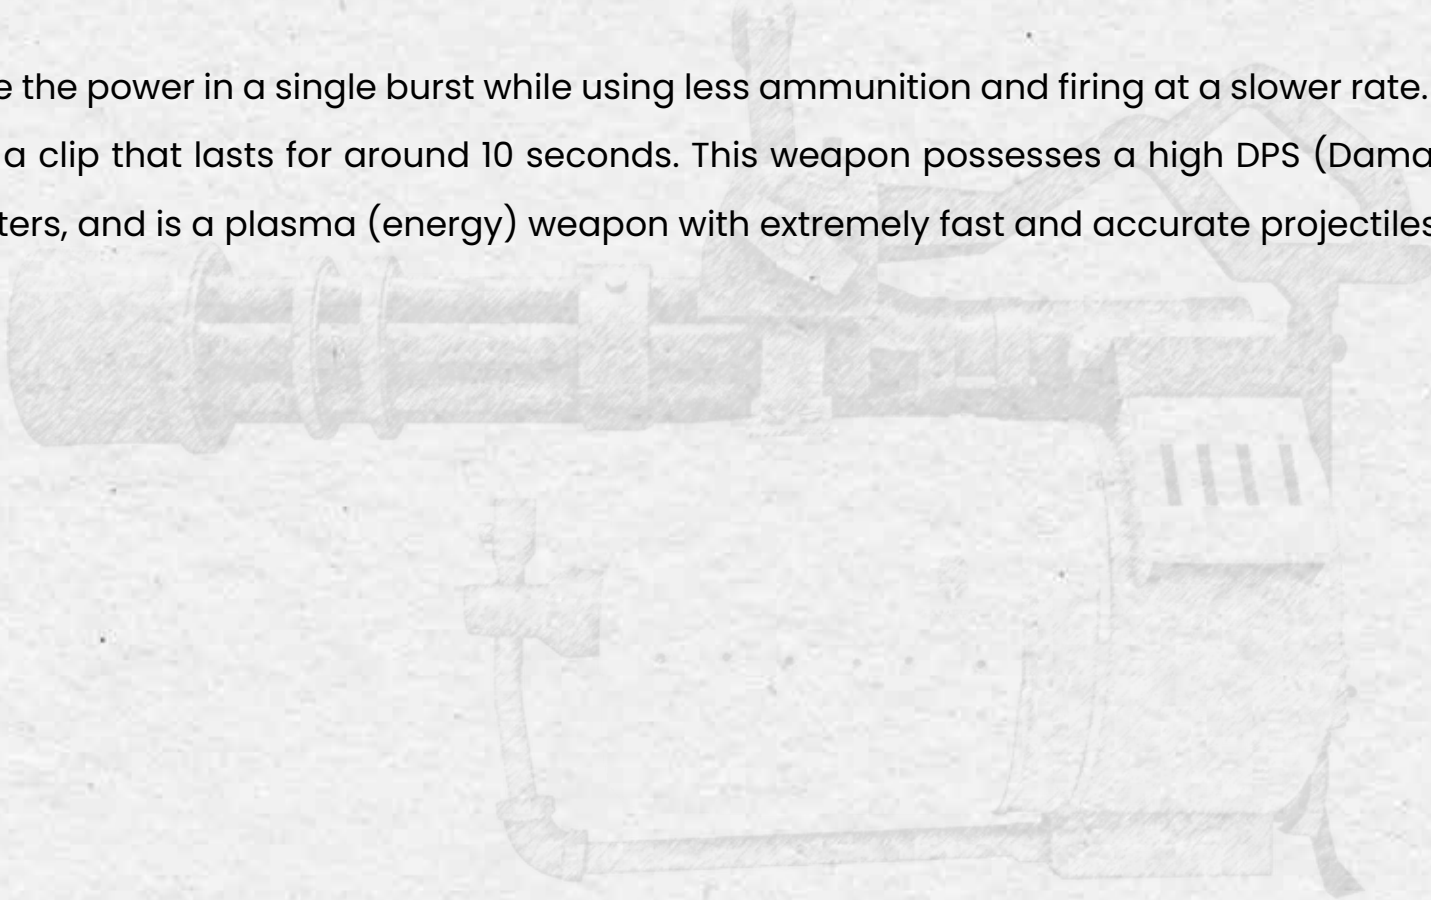 e the power in a single burst while using less ammunition and firing at a slower rate.
a clip that lasts for around 10 seconds. This weapon possesses a high DPS (Dama
ters, and is a plasma (energy) weapon with extremely fast and accurate projectiles